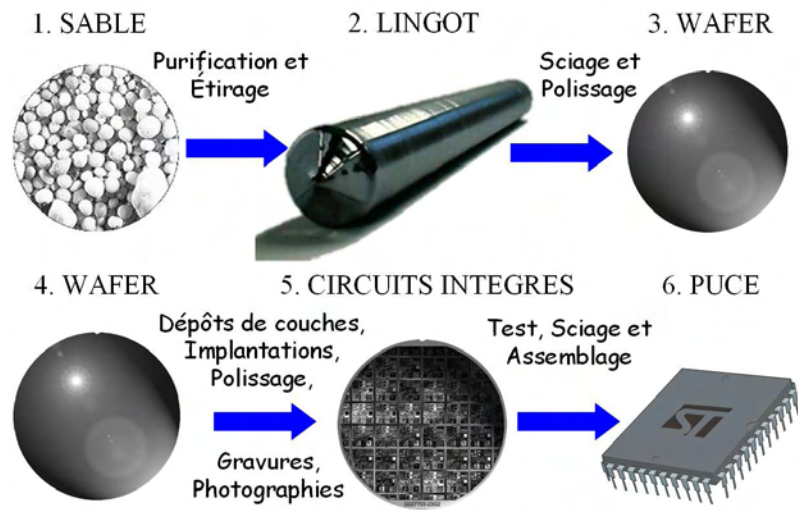 1. SABLE
2. LINGOT
3. WAFER
Purification et
Étirage
Sciage et
Polissage
4. WAFER
5. CIRCUITS INTEGRES
6. PUCE
Dépôts de couches,
Implantations,
Polissage,
Gravures,
Photographies
Test, Sciage et
Assemblage
ST